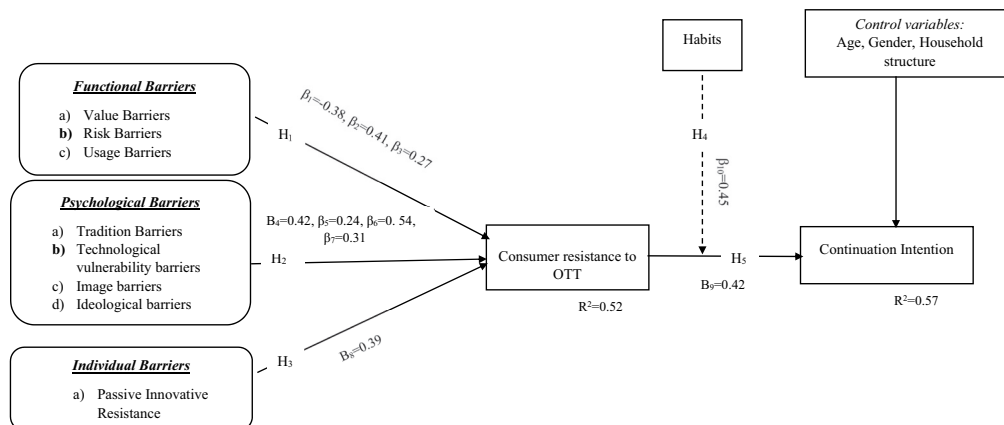 Functional Barriers
a) Value Barriers
b) Risk Barriers
c) Usage Barriers
H₁
β₁=-0.38, β₂=0.41, β₃=0.27
Psychological Barriers
a) Tradition Barriers
b) Technological
vulnerability barriers
c) Image barriers
d) Ideological barriers
H₂
B₄=0.42, β₅=0.24, β₆=0. 54,
β₇=0.31
Individual Barriers
a) Passive Innovative
Resistance
H₃
B₈=0.39
Consumer resistance to
OTT
R²=0.52
Habits
H₄
β₁₀=0.45
H₅
B₉=0.42
Control variables:
Age, Gender, Household
structure
Continuation Intention
R²=0.57